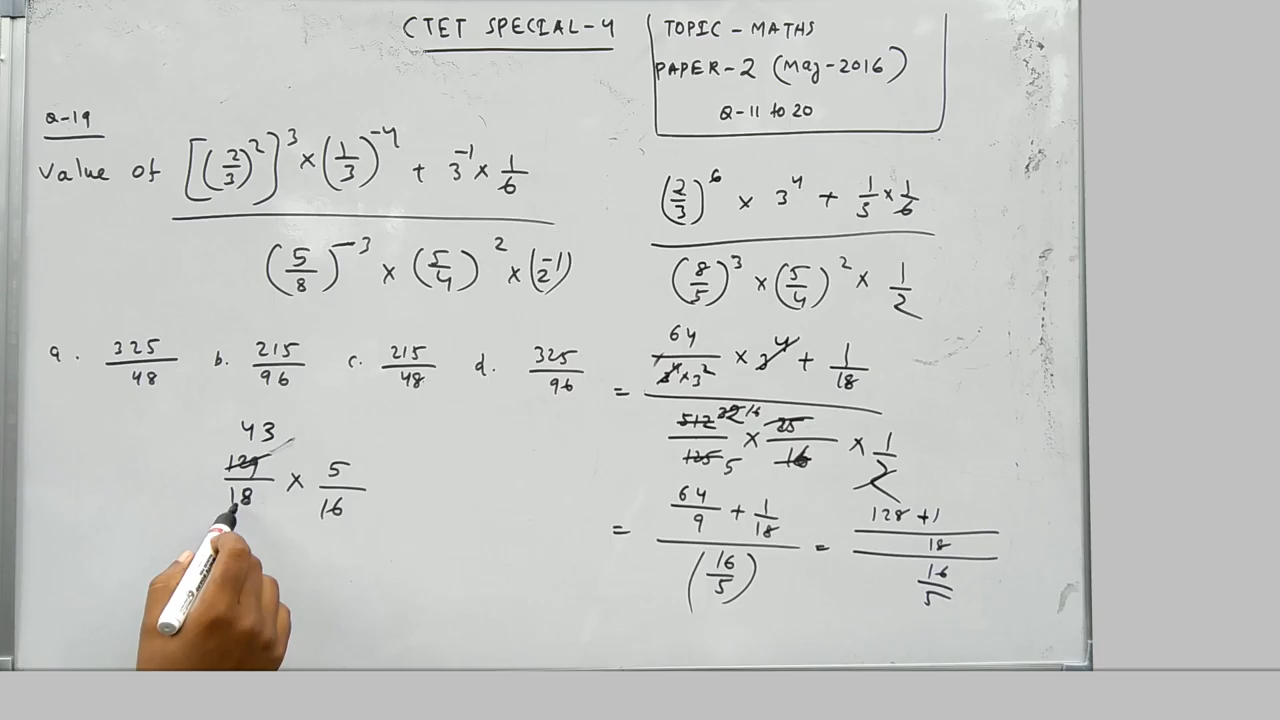 CTET SPECIAL-4
TOPIC - MATHS
PAPER-2 (May-2016)
Q-11 to 20
Q-19
Value of [(2/3)^2]^3 × (1/3)^-4 + 3^-1 × 1/6
(5/8)^-3 × (5/4)^2 × (2^-1)
a. 325/48 b. 215/96 c. 215/48 d. 325/96
43
129/18 × 5/16
(2/3)^6 × 3^4 + 1/3 × 1/6
(8/5)^3 × (5/4)^2 × 1/2
= 64/(3^4 × 3^2) × 3^4 + 1/18
512/125 32 16 5 × 25/16 × 1/2
= 64/9 + 1/18 = 128+1
18
(16/5) 16/5